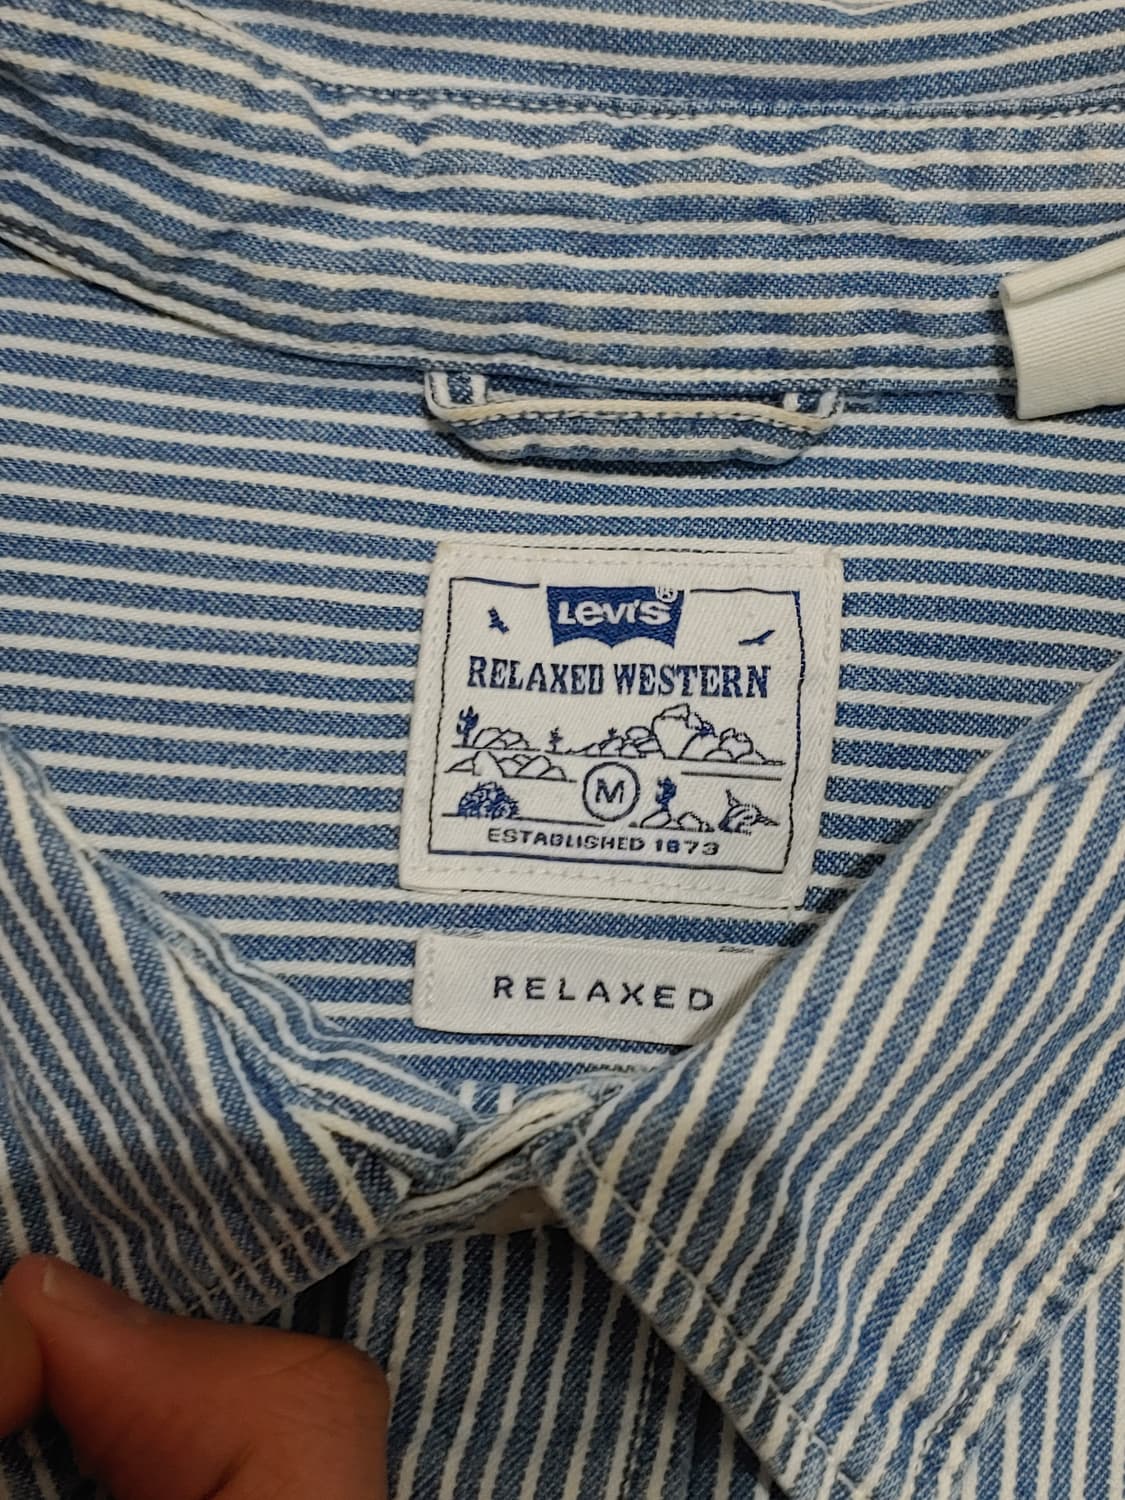 Levi's®
RELAXED WESTERN
M
ESTABLISHED 1873
RELAXED